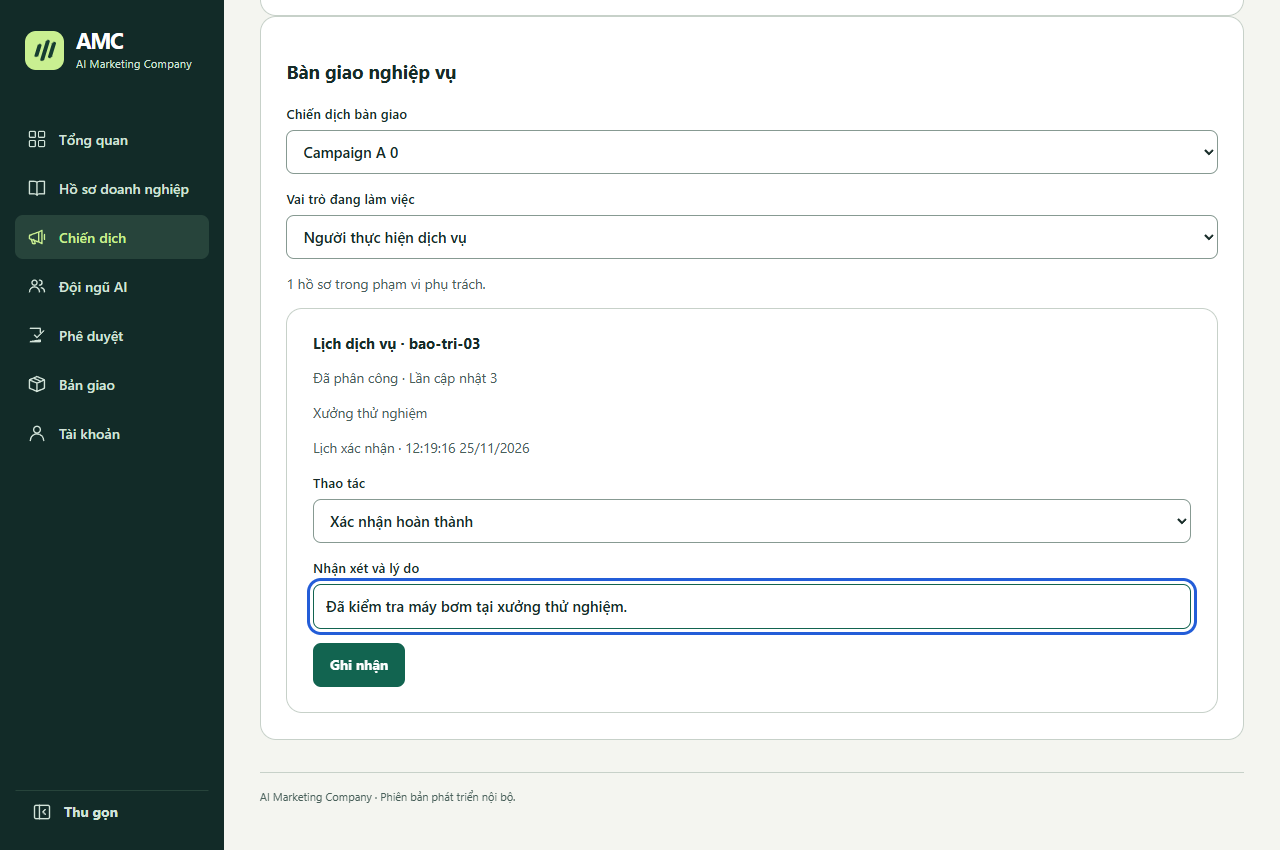 AMC
AI Marketing Company
Tổng quan
Hồ sơ doanh nghiệp
Chiến dịch
Đội ngũ AI
Phê duyệt
Bản giao
Tài khoản
Thu gọn
Bàn giao nghiệp vụ
Chiến dịch bàn giao
Campaign A 0
Vai trò đang làm việc
Người thực hiện dịch vụ
1 hồ sơ trong phạm vi phụ trách.
Lịch dịch vụ · bao-tri-03
Đã phân công · Lần cập nhật 3
Xưởng thử nghiệm
Lịch xác nhận · 12:19:16 25/11/2026
Thao tác
Xác nhận hoàn thành
Nhận xét và lý do
Đã kiểm tra máy bơm tại xưởng thử nghiệm.
Ghi nhận
AI Marketing Company · Phiên bản phát triển nội bộ.